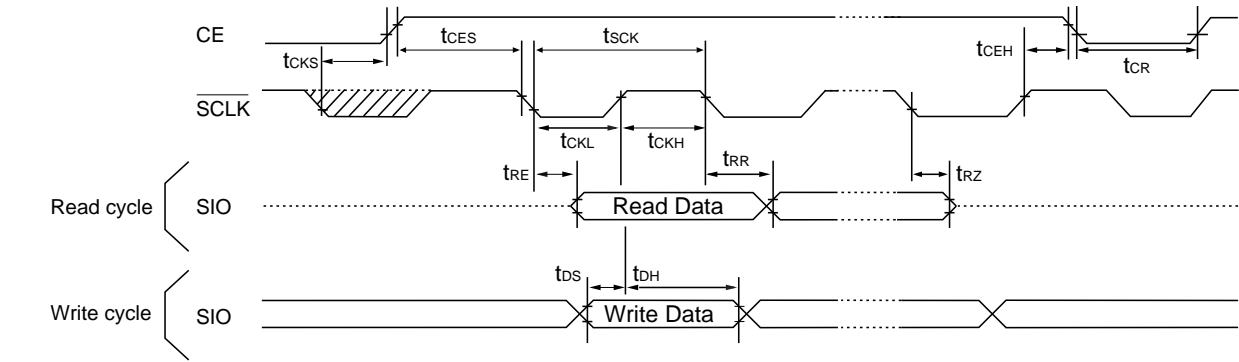 CE
tCES
tSCK
tCEH
tCKS
tCR
SCLK
tCKL
tCKH
tRE
tRR
tRZ
Read cycle
SIO
Read Data
tDS
tDH
Write cycle
SIO
Write Data